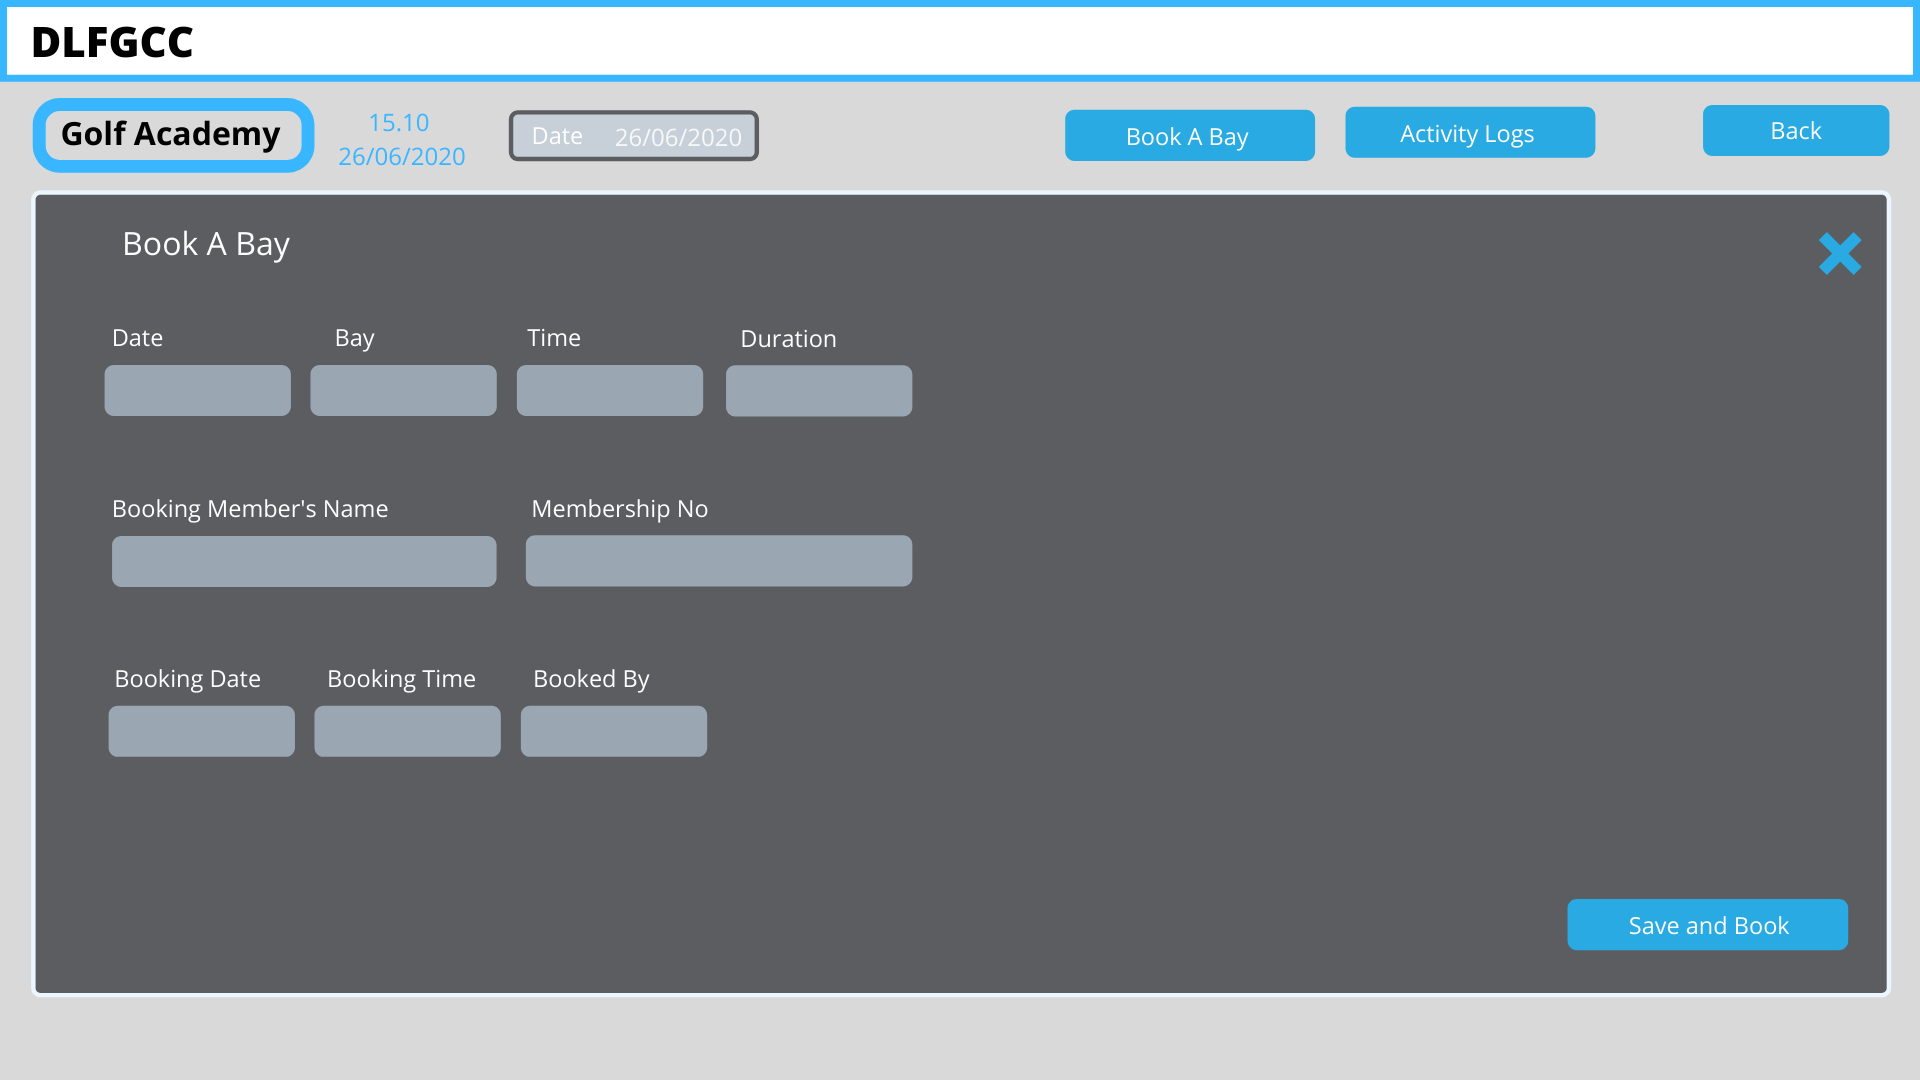 DLFGCC
Golf Academy
15.10
26/06/2020
Date 26/06/2020
Book A Bay
Activity Logs
Back
Book A Bay
Date Bay Time Duration
Booking Member's Name Membership No
Booking Date Booking Time Booked By
Save and Book